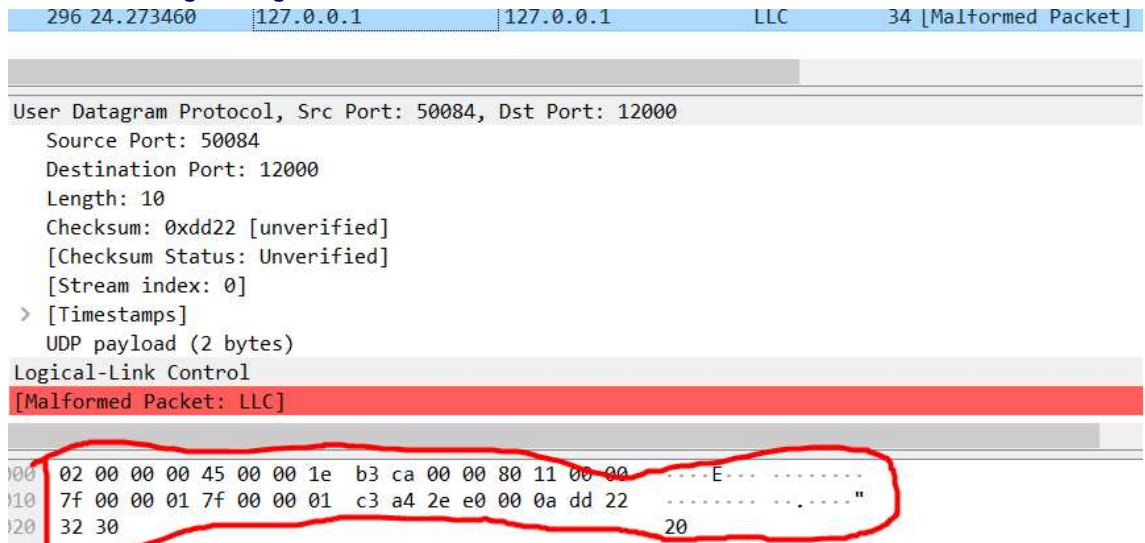 296 24.273460 127.0.0.1 127.0.0.1 LLC 34 [Malformed Packet]
User Datagram Protocol, Src Port: 50084, Dst Port: 12000
Source Port: 50084
Destination Port: 12000
Length: 10
Checksum: 0xdd22 [unverified]
[Checksum Status: Unverified]
[Stream index: 0]
> [Timestamps]
UDP payload (2 bytes)
Logical-Link Control
[Malformed Packet: LLC]
02 00 00 00 45 00 00 1e b3 ca 00 00 80 11 00 00 ····E··· ········
10 7f 00 00 01 7f 00 00 01 c3 a4 2e e0 00 0a dd 22 ········ ··.····"
20 32 30 20